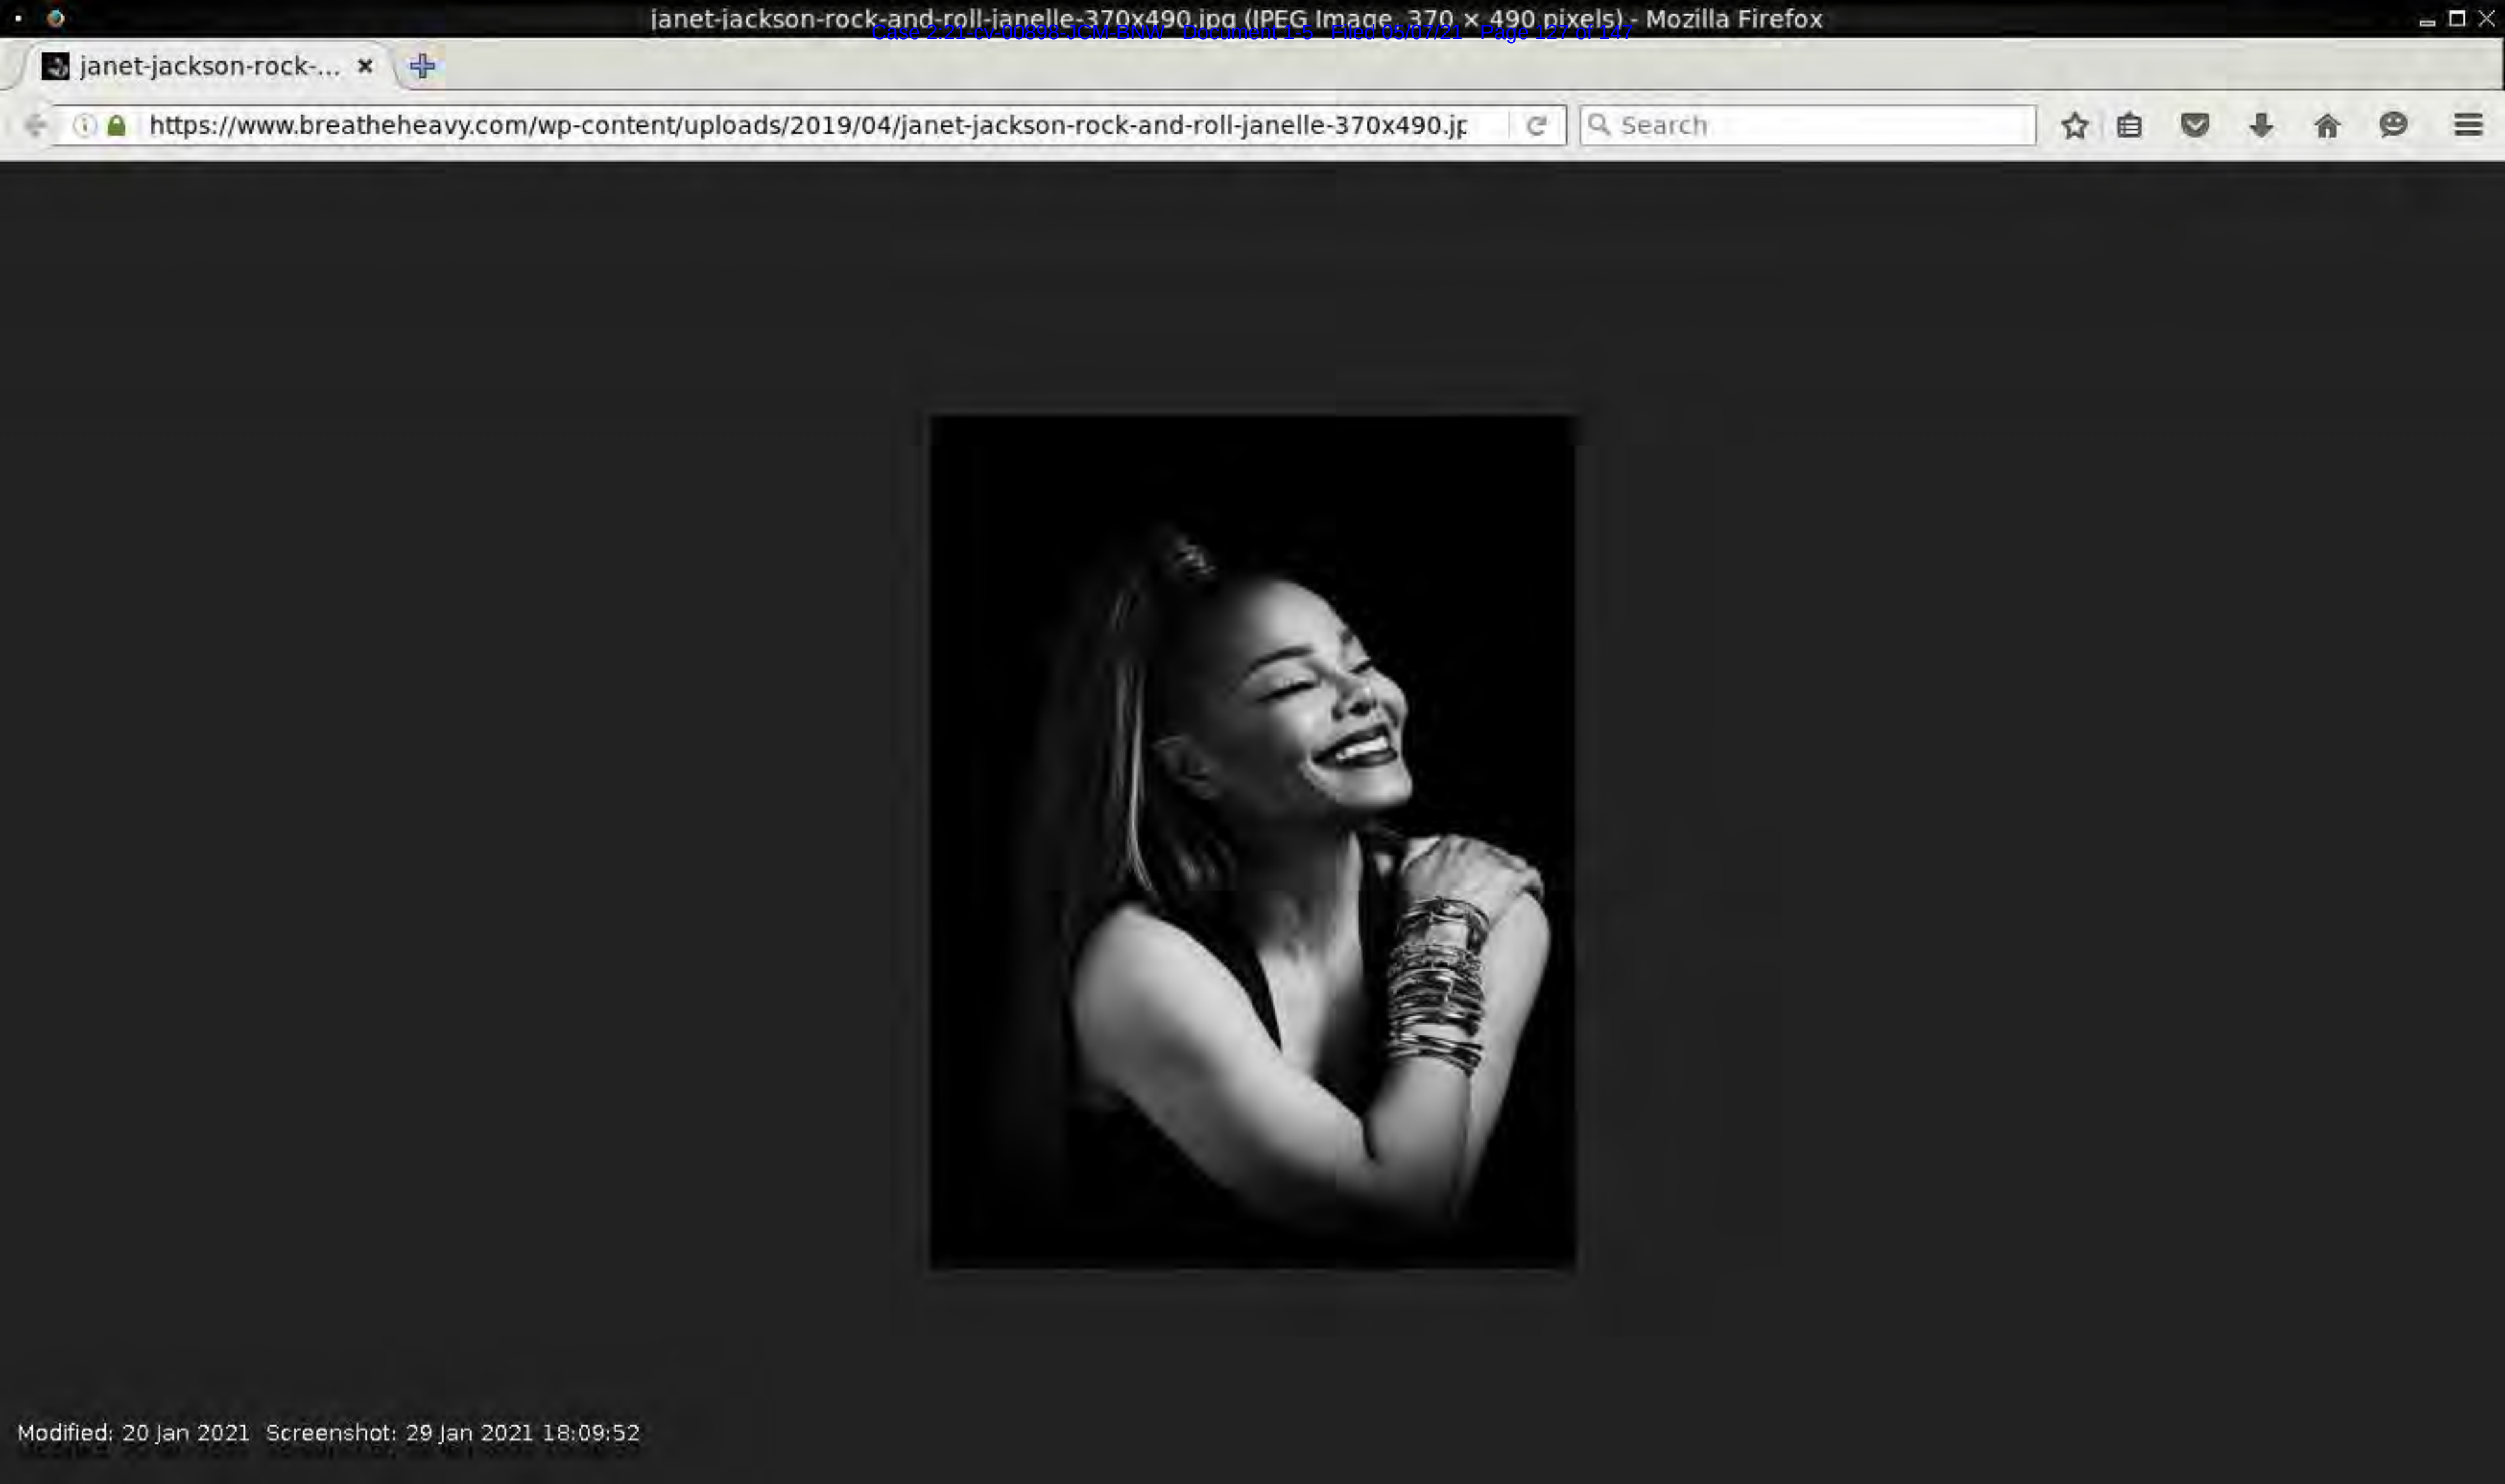 janet-jackson-rock-and-roll-janelle-370x490.jpg (JPEG Image, 370 × 490 pixels) - Mozilla Firefox
Case 2:21-cv-00898-JCM-BNW Document 1-5 Filed 05/07/21 Page 127 of 147
janet-jackson-rock-...
https://www.breatheheavy.com/wp-content/uploads/2019/04/janet-jackson-rock-and-roll-janelle-370x490.jp
Search
Modified: 20 Jan 2021 Screenshot: 29 Jan 2021 18:09:52